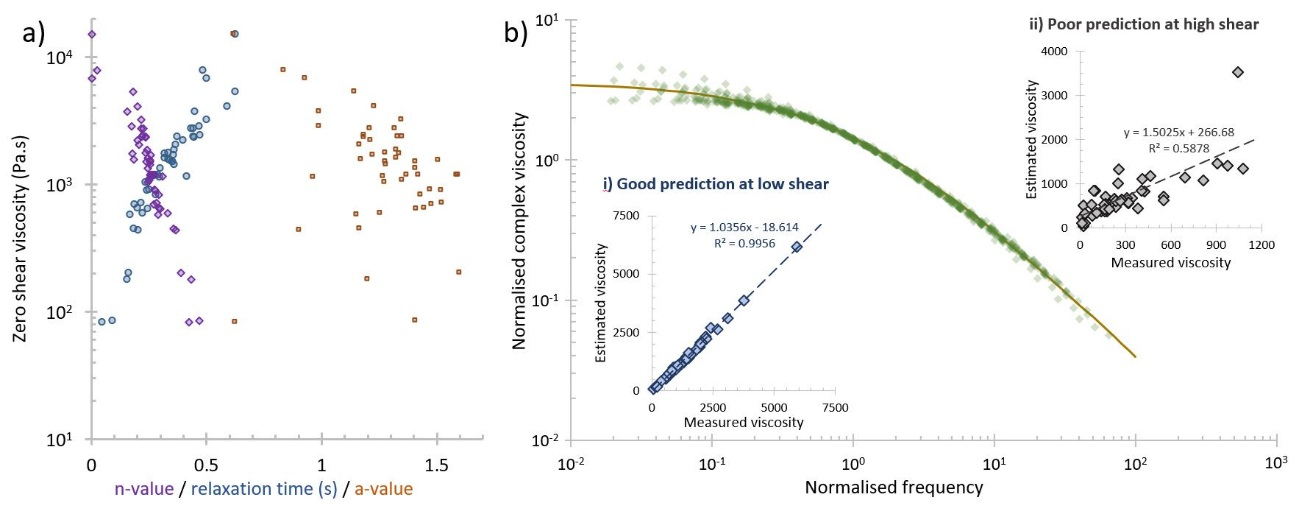 a)
Zero shear viscosity (Pa.s)
10⁴
10³
10²
10¹
0
0.5
1
1.5
n-value / relaxation time (s) / a-value
b)
Normalised complex viscosity
10¹
10⁰
10⁻¹
10⁻²
10⁻²
10⁻¹
10⁰
10¹
10²
10³
Normalised frequency
i) Good prediction at low shear
Estimated viscosity
7500
5000
2500
0
y = 1.0356x - 18.614
R² = 0.9956
0
2500
5000
7500
Measured viscosity
ii) Poor prediction at high shear
Estimated viscosity
4000
3000
2000
1000
0
y = 1.5025x + 266.68
R² = 0.5878
0
300
600
900
1200
Measured viscosity